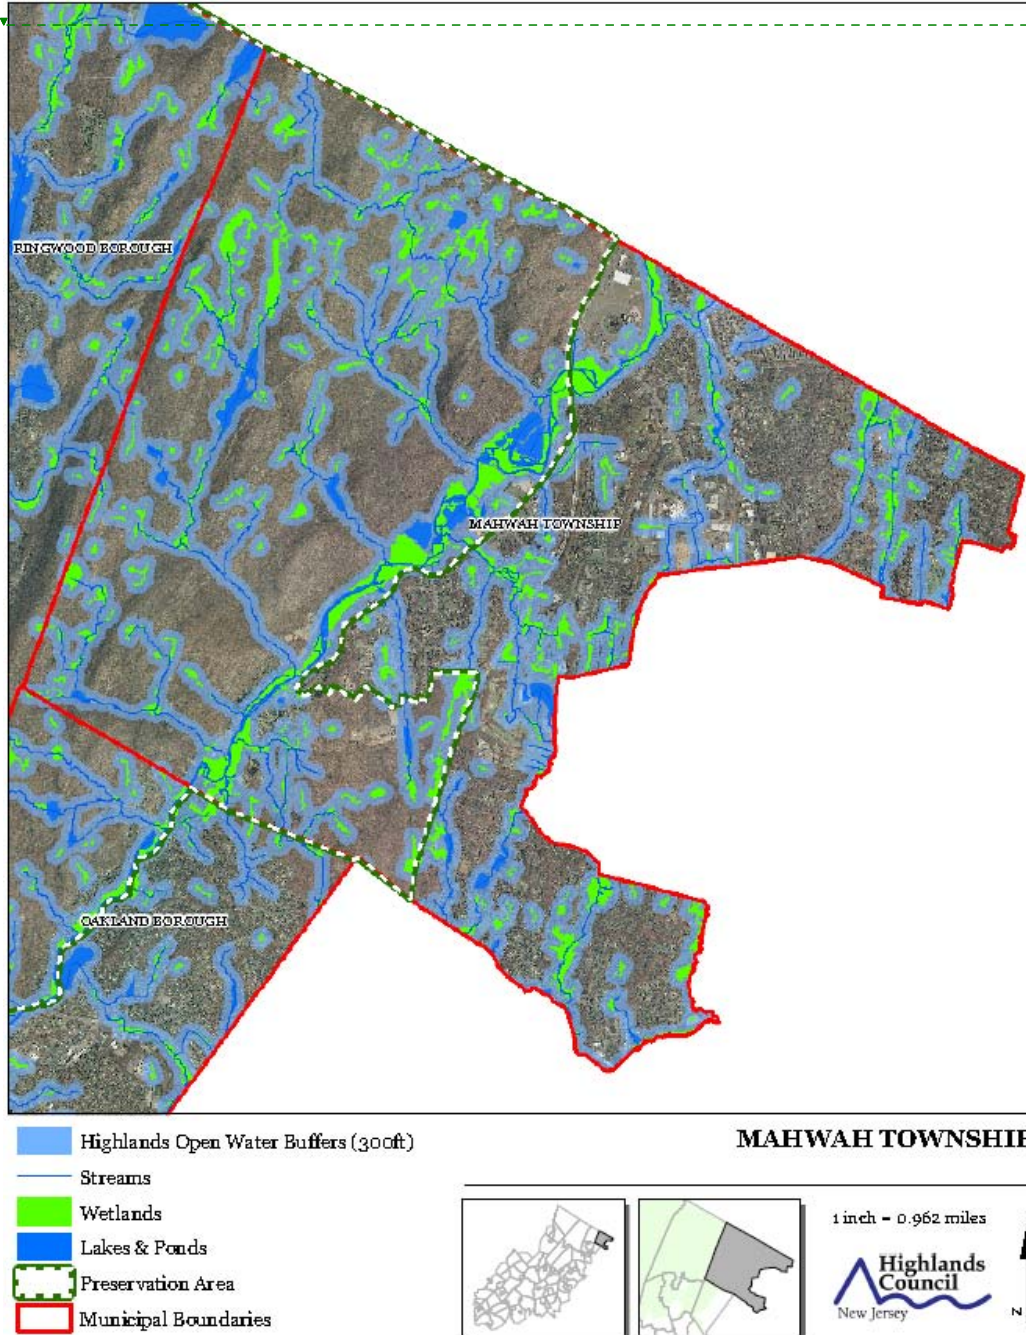 RINGWOOD BOROUGH
MAHWAH TOWNSHIP
OAKLAND BOROUGH
Highlands Open Water Buffers (300ft)
Streams
Wetlands
Lakes & Ponds
Preservation Area
Municipal Boundaries
MAHWAH TOWNSHIP
1 inch = 0.962 miles
Highlands
Council
New Jersey
N